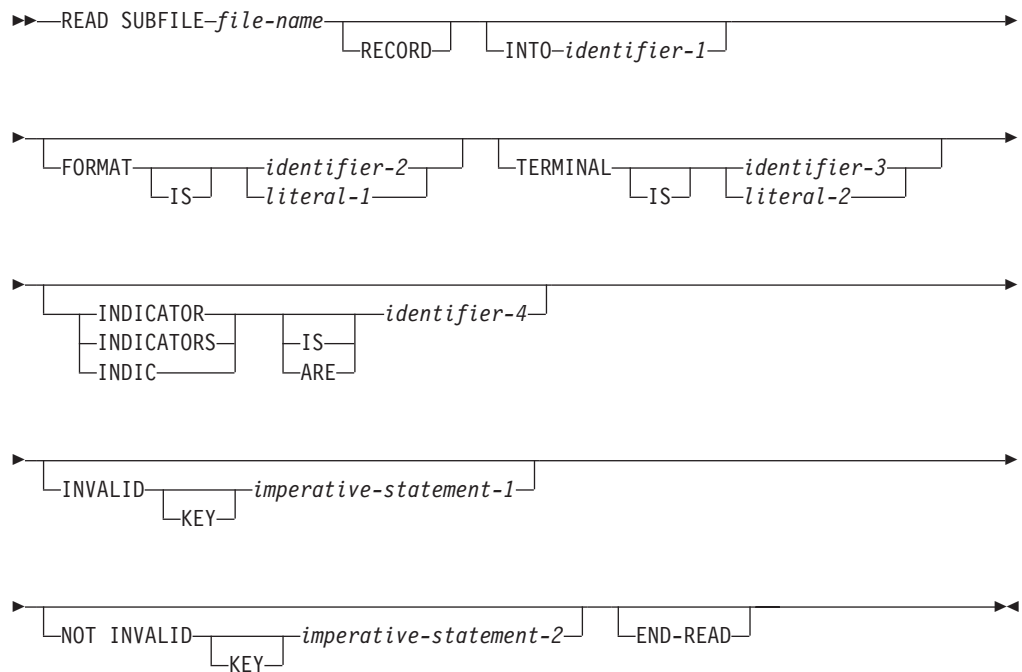 READ SUBFILE file-name
RECORD INTO identifier-1
FORMAT identifier-2 TERMINAL identifier-3
IS literal-1 IS literal-2
INDICATOR identifier-4
INDICATORS IS
INDIC ARE
INVALID imperative-statement-1
KEY
NOT INVALID imperative-statement-2 END-READ
KEY